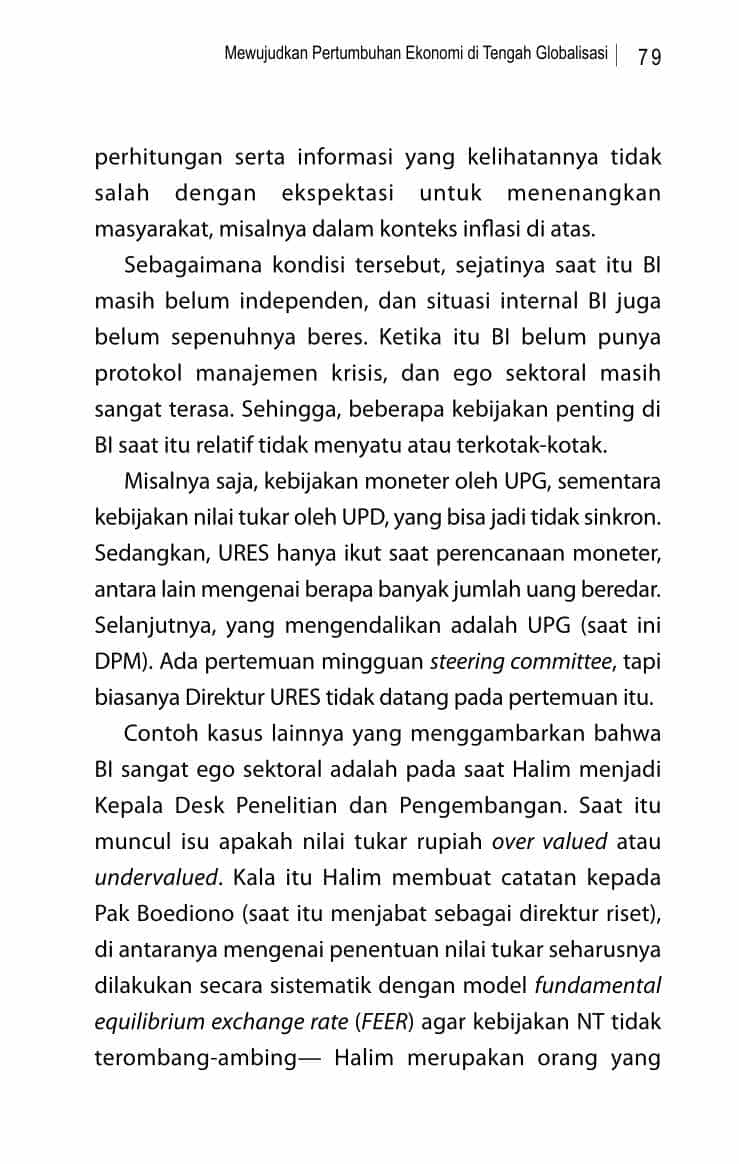 Mewujudkan Pertumbuhan Ekonomi di Tengah Globalisasi | 79
perhitungan serta informasi yang kelihatannya tidak
salah dengan ekspektasi untuk menenangkan
masyarakat, misalnya dalam konteks inflasi di atas.
Sebagaimana kondisi tersebut, sejatinya saat itu BI
masih belum independen, dan situasi internal BI juga
belum sepenuhnya beres. Ketika itu BI belum punya
protokol manajemen krisis, dan ego sektoral masih
sangat terasa. Sehingga, beberapa kebijakan penting di
BI saat itu relatif tidak menyatu atau terkotak-kotak.
Misalnya saja, kebijakan moneter oleh UPG, sementara
kebijakan nilai tukar oleh UPD, yang bisa jadi tidak sinkron.
Sedangkan, URES hanya ikut saat perencanaan moneter,
antara lain mengenai berapa banyak jumlah uang beredar.
Selanjutnya, yang mengendalikan adalah UPG (saat ini
DPM). Ada pertemuan mingguan steering committee, tapi
biasanya Direktur URES tidak datang pada pertemuan itu.
Contoh kasus lainnya yang menggambarkan bahwa
BI sangat ego sektoral adalah pada saat Halim menjadi
Kepala Desk Penelitian dan Pengembangan. Saat itu
muncul isu apakah nilai tukar rupiah over valued atau
undervalued. Kala itu Halim membuat catatan kepada
Pak Boediono (saat itu menjabat sebagai direktur riset),
di antaranya mengenai penentuan nilai tukar seharusnya
dilakukan secara sistematik dengan model fundamental
equilibrium exchange rate (FEER) agar kebijakan NT tidak
terombang-ambing— Halim merupakan orang yang